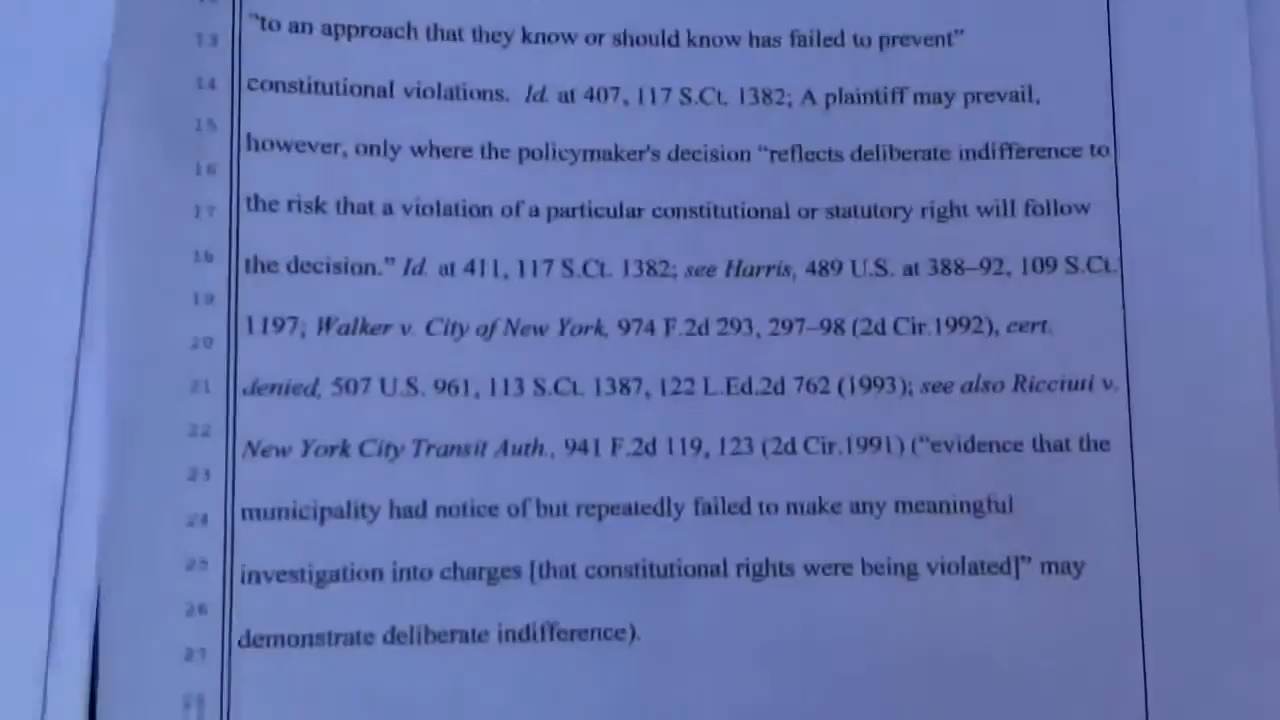 13 "to an approach that they know or should know has failed to prevent"
14 constitutional violations. Id. at 407, 117 S.Ct. 1382; A plaintiff may prevail,
15
however, only where the policymaker's decision "reflects deliberate indifference to
16
17 the risk that a violation of a particular constitutional or statutory right will follow
18 the decision." Id. at 411, 117 S.Ct. 1382; see Harris, 489 U.S. at 388–92, 109 S.Ct.
19
1197; Walker v. City of New York, 974 F.2d 293, 297–98 (2d Cir.1992), cert.
20
21 denied, 507 U.S. 961, 113 S.Ct. 1387, 122 L.Ed.2d 762 (1993); see also Ricciuti v.
22
New York City Transit Auth., 941 F.2d 119, 123 (2d Cir.1991) ("evidence that the
23
24 municipality had notice of but repeatedly failed to make any meaningful
25 investigation into charges [that constitutional rights were being violated]" may
26
demonstrate deliberate indifference).
27